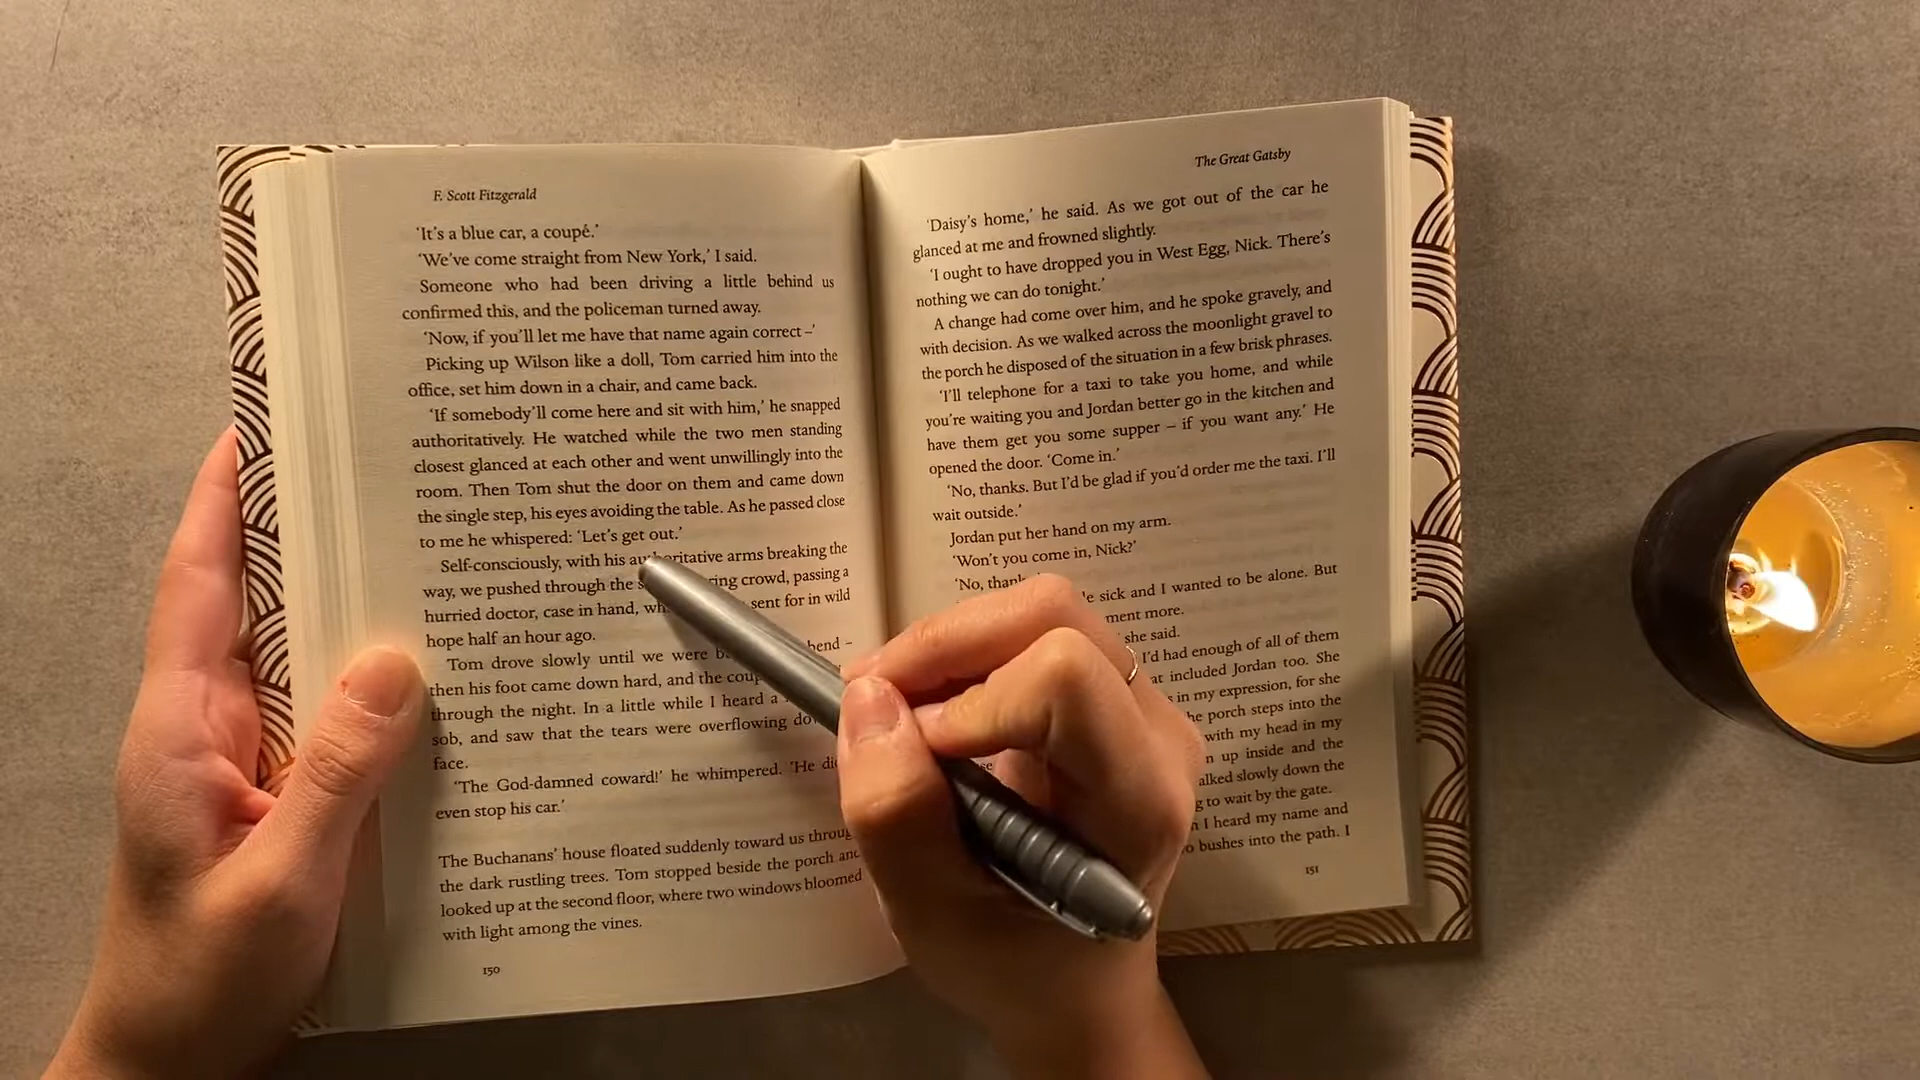 F. Scott Fitzgerald
‘It’s a blue car, a coupé.’
‘We’ve come straight from New York,’ I said.
Someone who had been driving a little behind us
confirmed this, and the policeman turned away.
‘Now, if you’ll let me have that name again correct –’
Picking up Wilson like a doll, Tom carried him into the
office, set him down in a chair, and came back.
‘If somebody’ll come here and sit with him,’ he snapped
authoritatively. He watched while the two men standing
closest glanced at each other and went unwillingly into the
room. Then Tom shut the door on them and came down
the single step, his eyes avoiding the table. As he passed close
to me he whispered: ‘Let’s get out.’
Self-consciously, with his authoritative arms breaking the
way, we pushed through the crowd, passing a
hurried doctor, case in hand, sent for in wild
hope half an hour ago.
Tom drove slowly until we were bend –
then his foot came down hard, and the
through the night. In a little while I heard a
sob, and saw that the tears were overflowing
face.
‘The God-damned coward!’ he whimpered. ‘He
even stop his car.’
The Buchanans’ house floated suddenly toward us
the dark rustling trees. Tom stopped beside the porch and
looked up at the second floor, where two windows bloomed
with light among the vines.
150
The Great Gatsby
‘Daisy’s home,’ he said. As we got out of the car he
glanced at me and frowned slightly.
‘I ought to have dropped you in West Egg, Nick. There’s
nothing we can do tonight.’
A change had come over him, and he spoke gravely, and
with decision. As we walked across the moonlight gravel to
the porch he disposed of the situation in a few brisk phrases.
‘I’ll telephone for a taxi to take you home, and while
you’re waiting you and Jordan better go in the kitchen and
have them get you some supper – if you want any.’ He
opened the door. ‘Come in.’
‘No, thanks. But I’d be glad if you’d order me the taxi. I’ll
wait outside.’
Jordan put her hand on my arm.
‘Won’t you come in, Nick?’
‘No,
sick and I wanted to be alone. But
more.
she said.
I’d had enough of all of them
included Jordan too. She
in my expression, for she
porch steps into the
with my head in my
up inside and the
slowly down the
to wait by the gate.
I heard my name and
bushes into the path. I
151